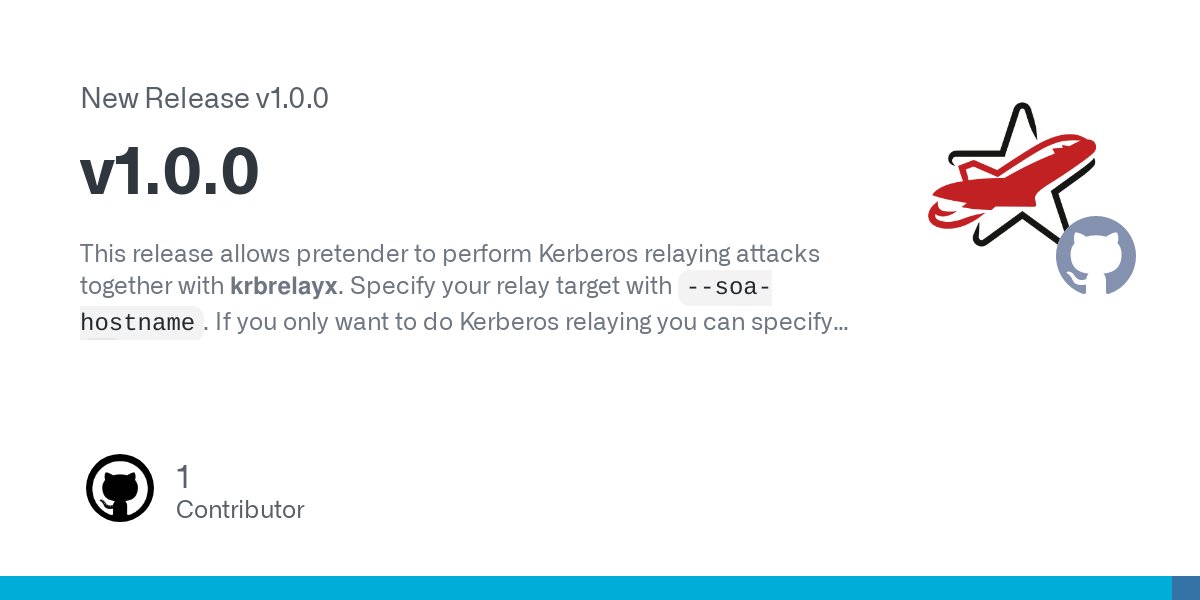 New Release v1.0.0
v1.0.0
This release allows pretender to perform Kerberos relaying attacks
together with krbrelayx. Specify your relay target with --soa-
hostname. If you only want to do Kerberos relaying you can specify…
1
Contributor